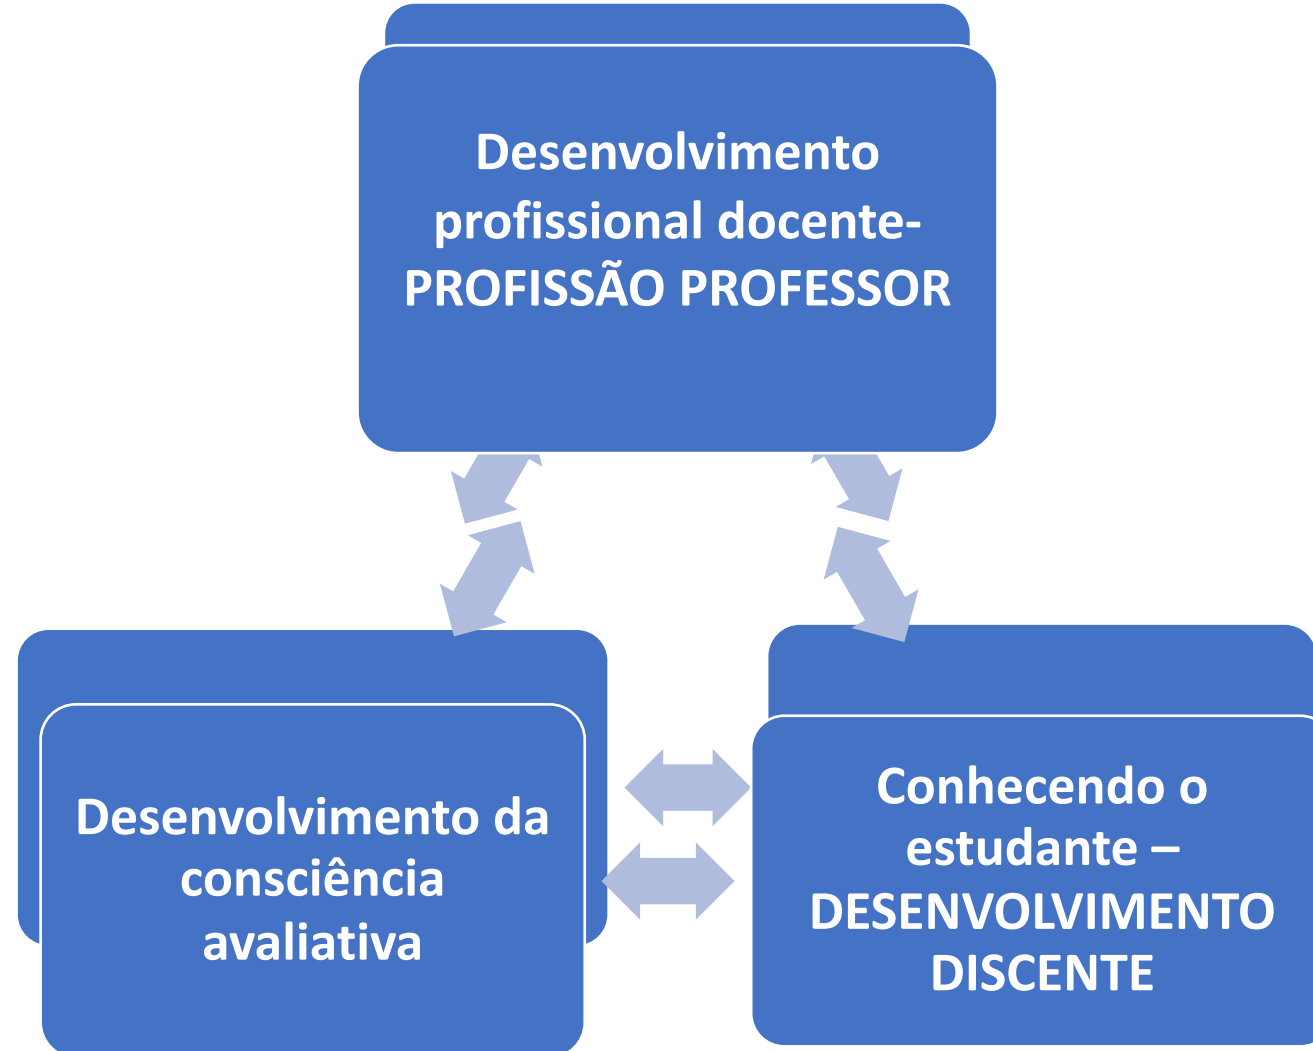 Desenvolvimento
profissional docente-
PROFISSÃO PROFESSOR
Desenvolvimento da
consciência
avaliativa
Conhecendo o
estudante –
DESENVOLVIMENTO
DISCENTE